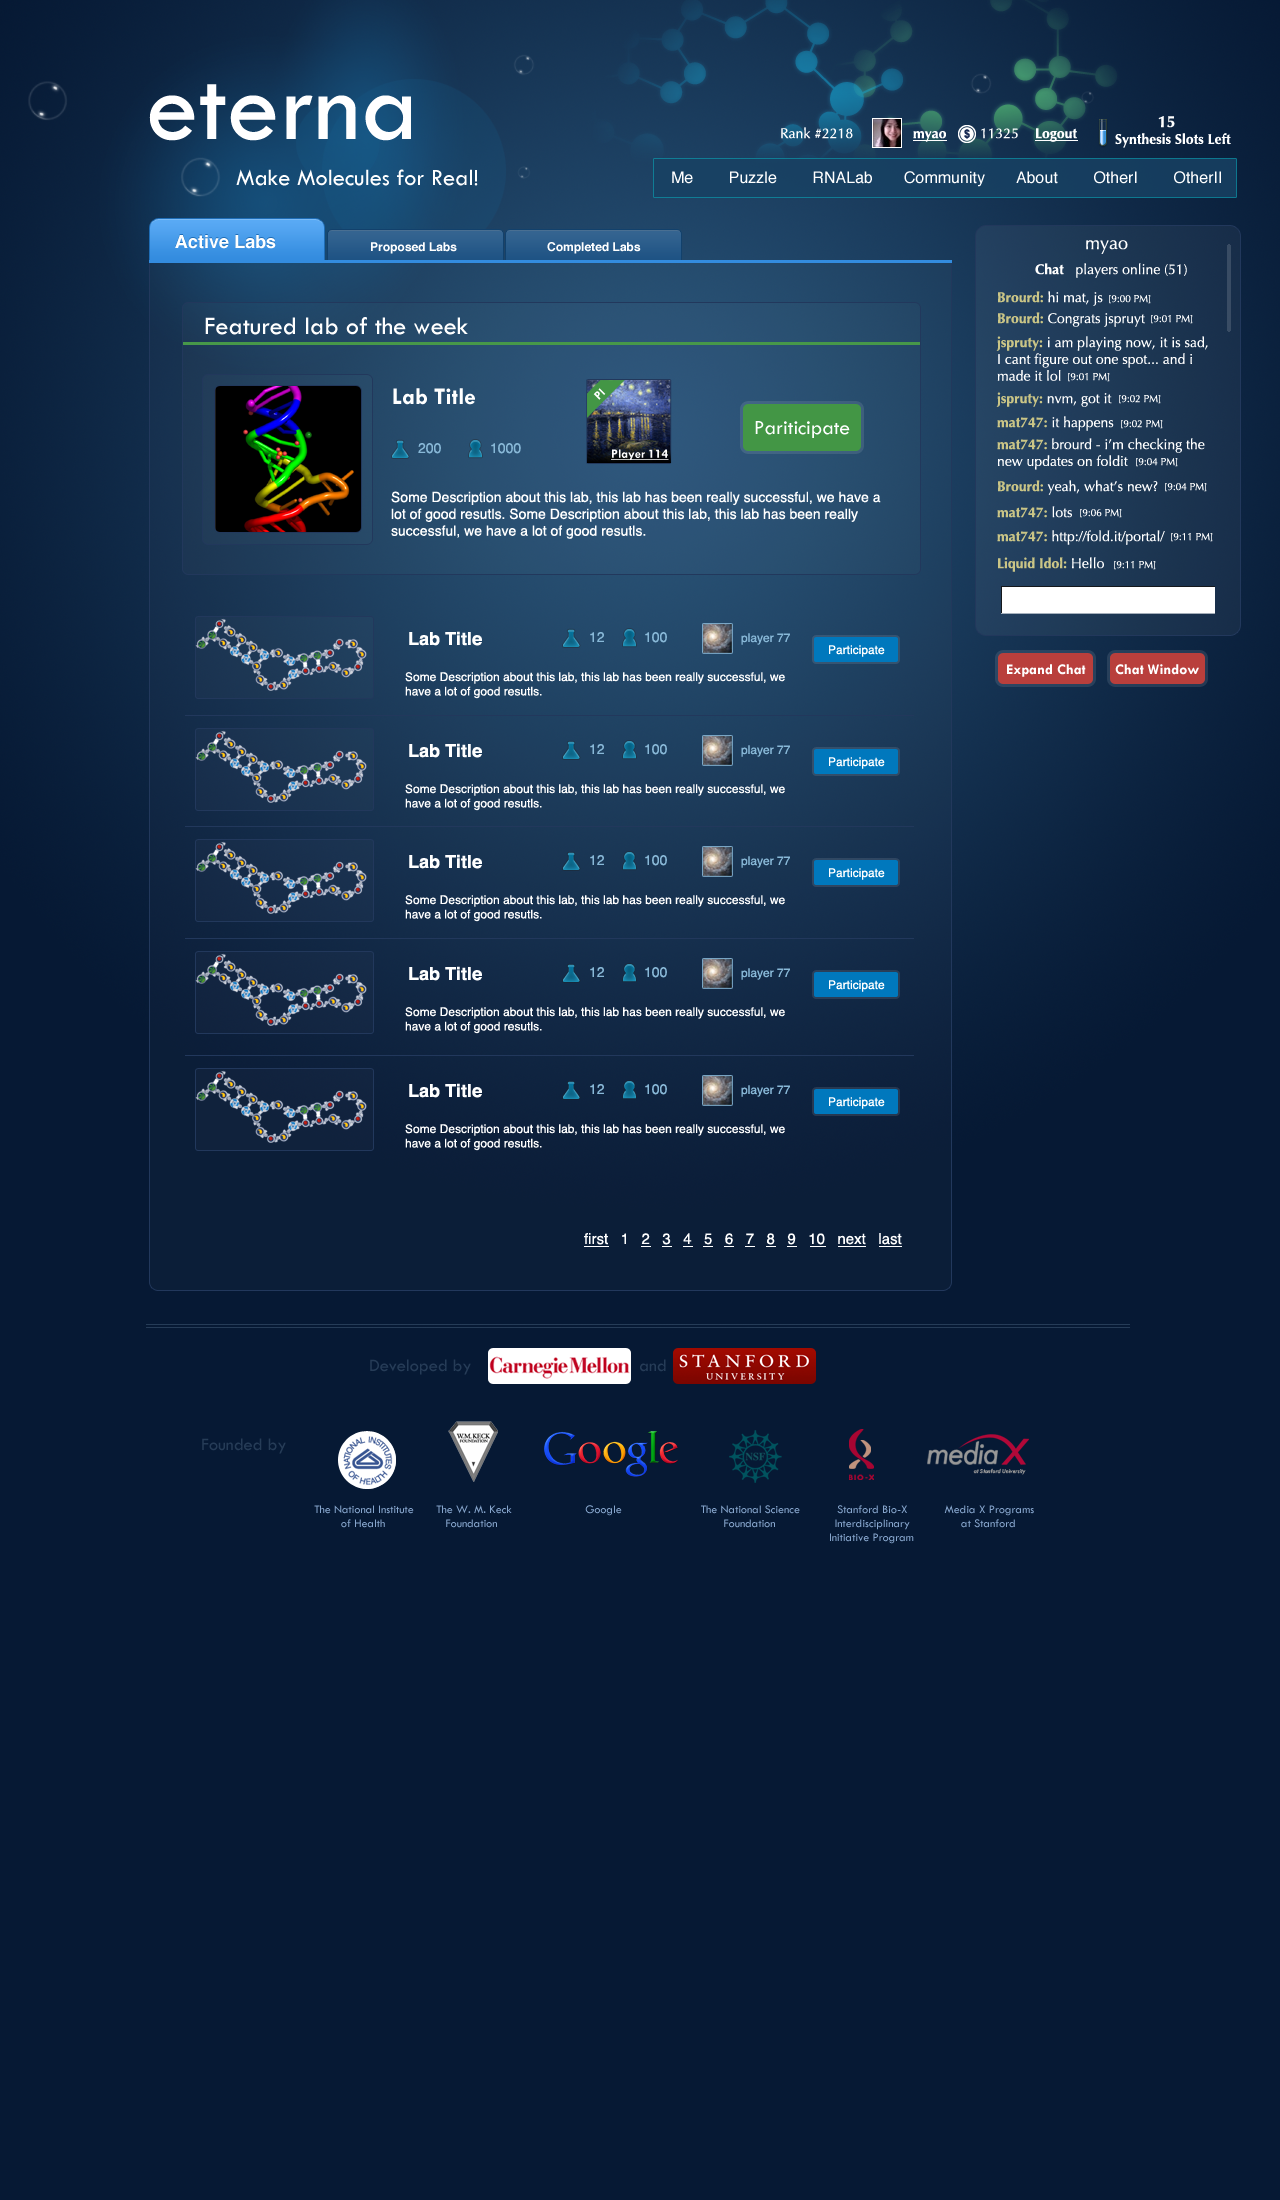 eterna
Make Molecules for Real!
Rank #2218 myao 11325 Logout
15
Synthesis Slots Left
Me Puzzle RNALab Community About OtherI OtherII
Active Labs Proposed Labs Completed Labs
Featured lab of the week
Lab Title
200 1000
PI
Player 114
Pariticipate
Some Description about this lab, this lab has been really successful, we have a
lot of good resutls. Some Description about this lab, this lab has been really
successful, we have a lot of good resutls.
Lab Title 12 100 player 77 Participate
Some Description about this lab, this lab has been really successful, we
have a lot of good resutls.
Lab Title 12 100 player 77 Participate
Some Description about this lab, this lab has been really successful, we
have a lot of good resutls.
Lab Title 12 100 player 77 Participate
Some Description about this lab, this lab has been really successful, we
have a lot of good resutls.
Lab Title 12 100 player 77 Participate
Some Description about this lab, this lab has been really successful, we
have a lot of good resutls.
Lab Title 12 100 player 77 Participate
Some Description about this lab, this lab has been really successful, we
have a lot of good resutls.
first 1 2 3 4 5 6 7 8 9 10 next last
myao
Chat players online (51)
Brourd: hi mat, js [9:00 PM]
Brourd: Congrats jspruyt [9:01 PM]
jspruty: i am playing now, it is sad,
I cant figure out one spot... and i
made it lol [9:01 PM]
jspruty: nvm, got it [9:02 PM]
mat747: it happens [9:02 PM]
mat747: brourd - i'm checking the
new updates on foldit [9:04 PM]
Brourd: yeah, what's new? [9:04 PM]
mat747: lots [9:06 PM]
mat747: http://fold.it/portal/ [9:11 PM]
Liquid Idol: Hello [9:11 PM]
Expand Chat Chat Window
Developed by Carnegie Mellon and STANFORD
UNIVERSITY
Founded by
NATIONAL INSTITUTES OF HEALTH
W.M. KECK
FOUNDATION
Google
NSF
BIO-X
media X
at Stanford University
The National Institute
of Health
The W. M. Keck
Foundation
Google
The National Science
Foundation
Stanford Bio-X
Interdisciplinary
Initiative Program
Media X Programs
at Stanford